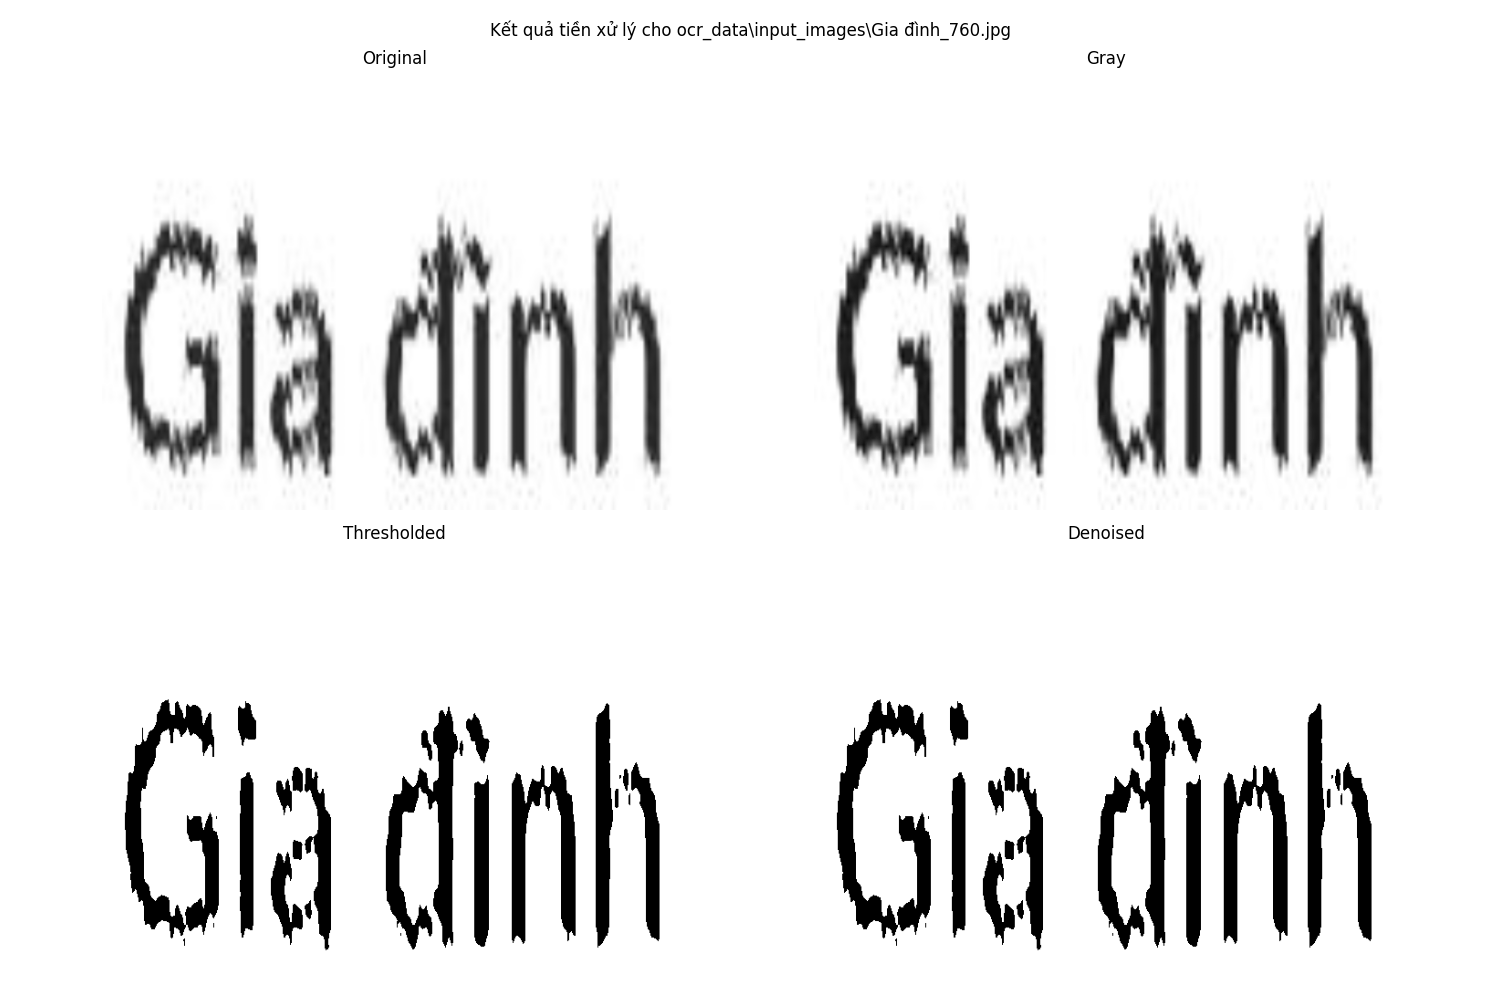 Kết quả tiền xử lý cho ocr_data\input_images\Gia đình_760.jpg
Original
Gray
Gia đình
Gia đình
Thresholded
Denoised
Gia đình
Gia đình